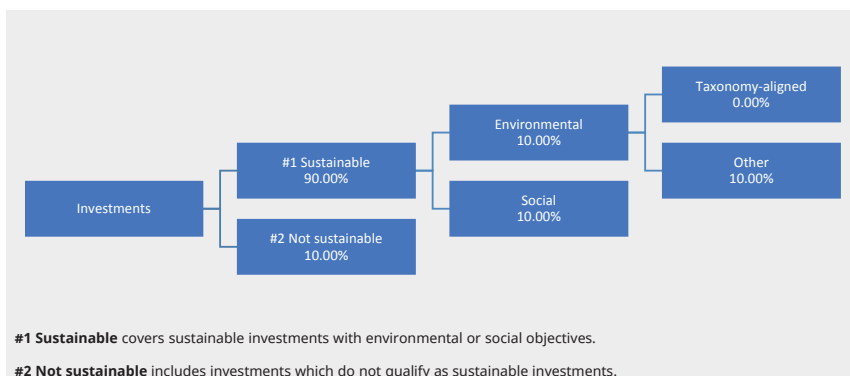 Investments
#1 Sustainable
90.00%
#2 Not sustainable
10.00%
Environmental
10.00%
Social
10.00%
Taxonomy-aligned
0.00%
Other
10.00%
#1 Sustainable covers sustainable investments with environmental or social objectives.
#2 Not sustainable includes investments which do not qualify as sustainable investments.